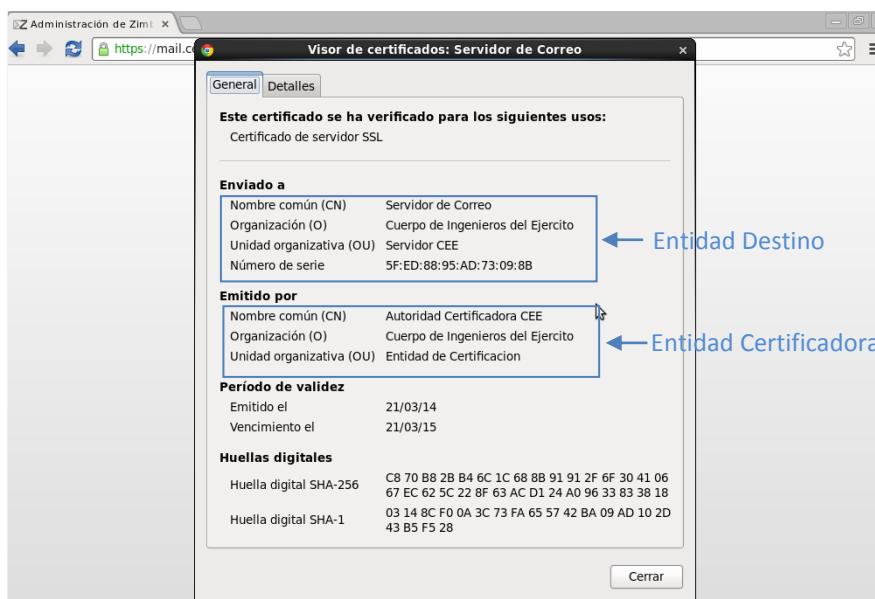 Administración de Zimb
https://mail.c
Visor de certificados: Servidor de Correo
General Detalles
Este certificado se ha verificado para los siguientes usos:
Certificado de servidor SSL
Enviado a
Nombre común (CN) Servidor de Correo
Organización (O) Cuerpo de Ingenieros del Ejercito
Unidad organizativa (OU) Servidor CEE
Número de serie 5F:ED:88:95:AD:73:09:8B
Entidad Destino
Emitido por
Nombre común (CN) Autoridad Certificadora CEE
Organización (O) Cuerpo de Ingenieros del Ejercito
Unidad organizativa (OU) Entidad de Certificacion
Entidad Certificadora
Período de validez
Emitido el 21/03/14
Vencimiento el 21/03/15
Huellas digitales
Huella digital SHA-256 C8 70 B8 2B B4 6C 1C 68 8B 91 91 2F 6F 30 41 06
67 EC 62 5C 22 8F 63 AC D1 24 A0 96 33 83 38 18
Huella digital SHA-1 03 14 8C F0 0A 3C 73 FA 65 57 42 BA 09 AD 10 2D
43 B5 F5 28
Cerrar